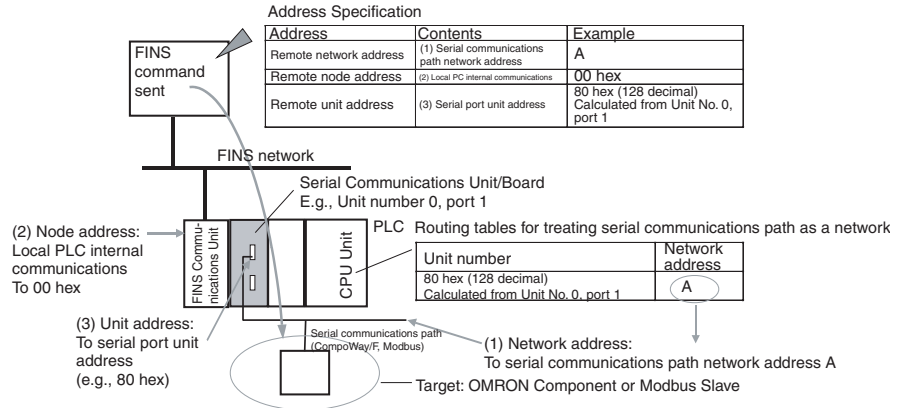 Address Specification
Address Contents Example
Remote network address (1) Serial communications path network address A
Remote node address (2) Local PC internal communications 00 hex
Remote unit address (3) Serial port unit address 80 hex (128 decimal)
Calculated from Unit No. 0,
port 1
FINS
command
sent
FINS network
Serial Communications Unit/Board
E.g., Unit number 0, port 1
(2) Node address:
Local PLC internal
communications
To 00 hex
FINS Commu-
nications Unit
CPU Unit
PLC
Routing tables for treating serial communications path as a network
Unit number Network address
80 hex (128 decimal)
Calculated from Unit No. 0, port 1 A
(3) Unit address:
To serial port unit
address
(e.g., 80 hex)
Serial communications path
(CompoWay/F, Modbus)
(1) Network address:
To serial communications path network address A
Target: OMRON Component or Modbus Slave